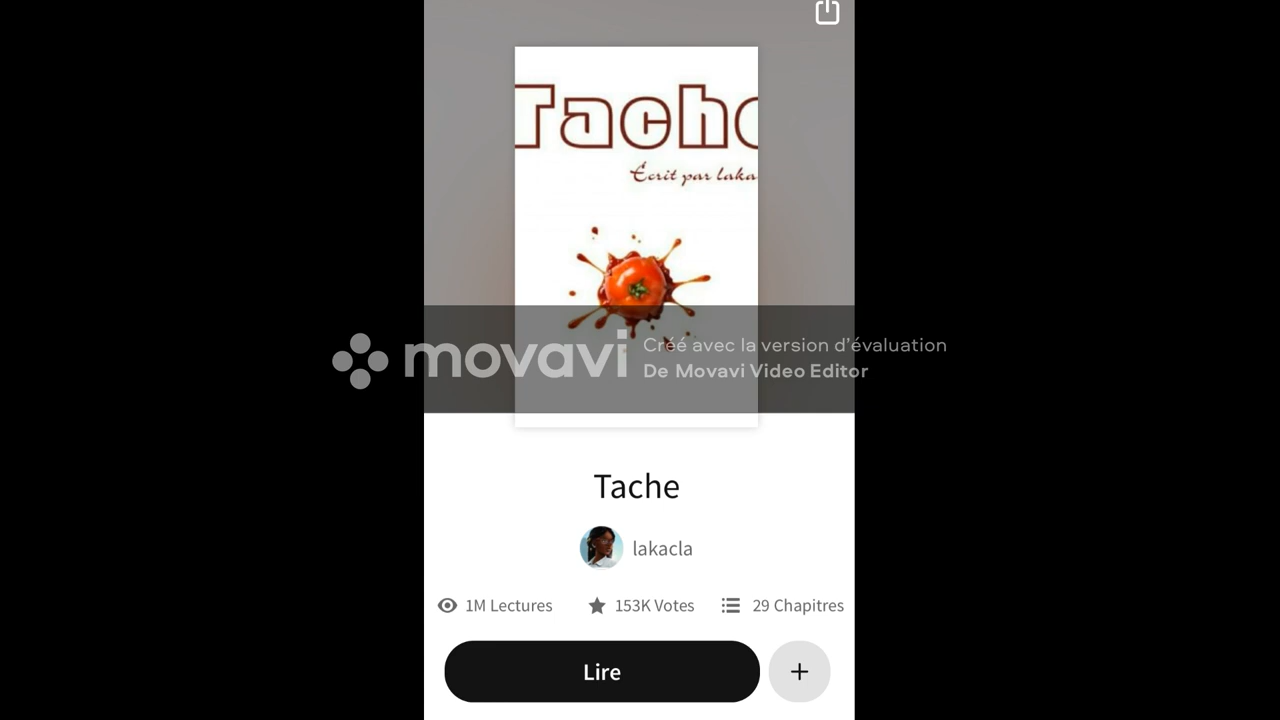 Tache
Écrit par laka
movavi
Créé avec la version d'évaluation
De Movavi Video Editor
Tache
lakacla
1M Lectures
153K Votes
29 Chapitres
Lire